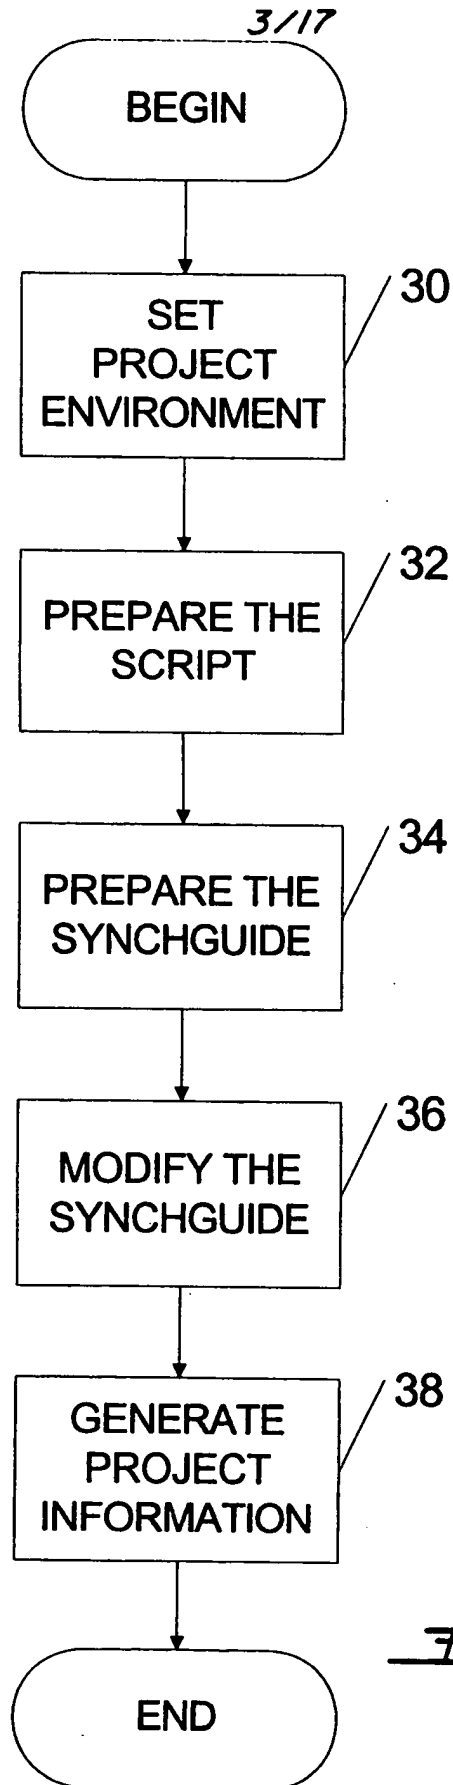 3/17
BEGIN
30
SET
PROJECT
ENVIRONMENT
32
PREPARE THE
SCRIPT
34
PREPARE THE
SYNCHGUIDE
36
MODIFY THE
SYNCHGUIDE
38
GENERATE
PROJECT
INFORMATION
END